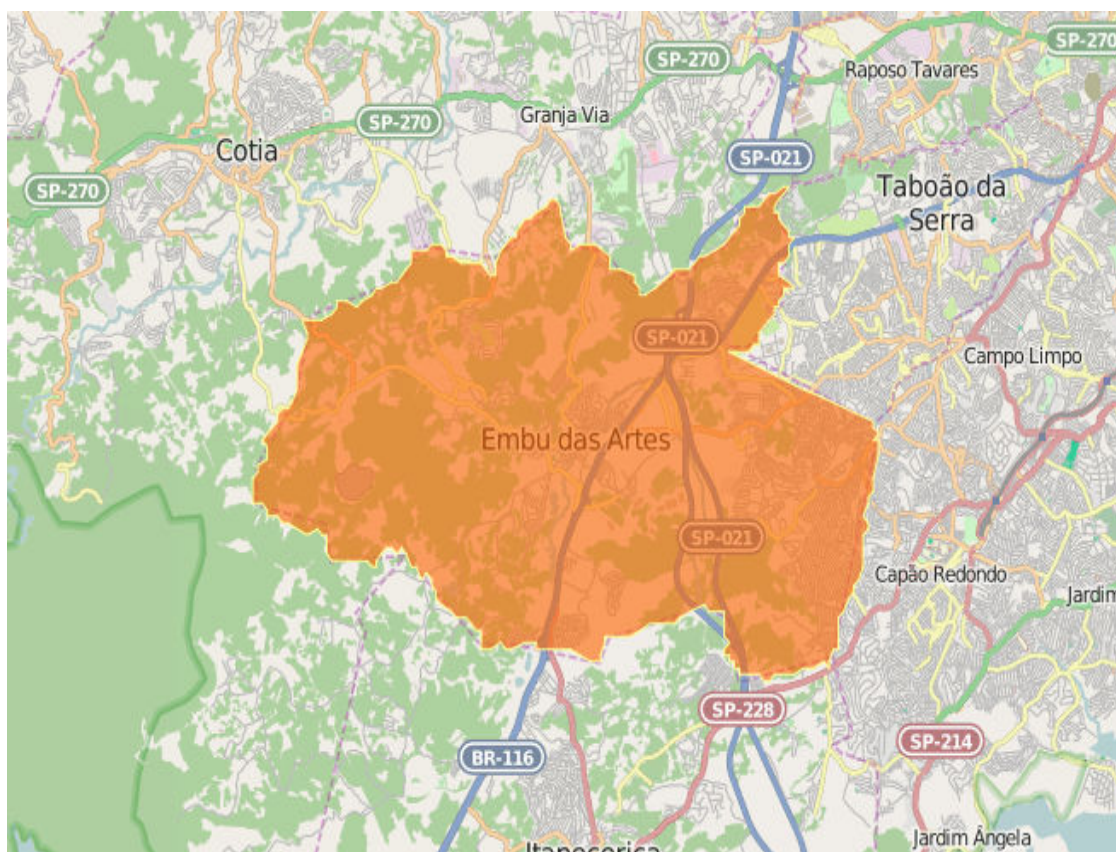 SP-270
SP-270
Raposo Tavares
Granja Via
SP-270
Cotia
SP-021
SP-270
Taboão da
Serra
SP-021
Campo Limpo
Embu das Artes
SP-021
Capão Redondo
Jardim
SP-228
SP-214
BR-116
Jardim Ângela
Itapecerica